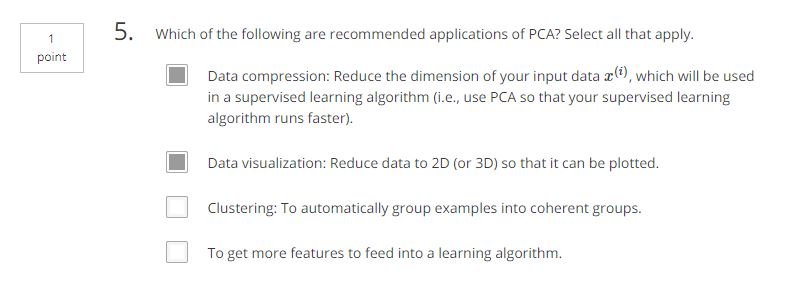 1
point
5. Which of the following are recommended applications of PCA? Select all that apply.
Data compression: Reduce the dimension of your input data x^(i), which will be used
in a supervised learning algorithm (i.e., use PCA so that your supervised learning
algorithm runs faster).
Data visualization: Reduce data to 2D (or 3D) so that it can be plotted.
Clustering: To automatically group examples into coherent groups.
To get more features to feed into a learning algorithm.